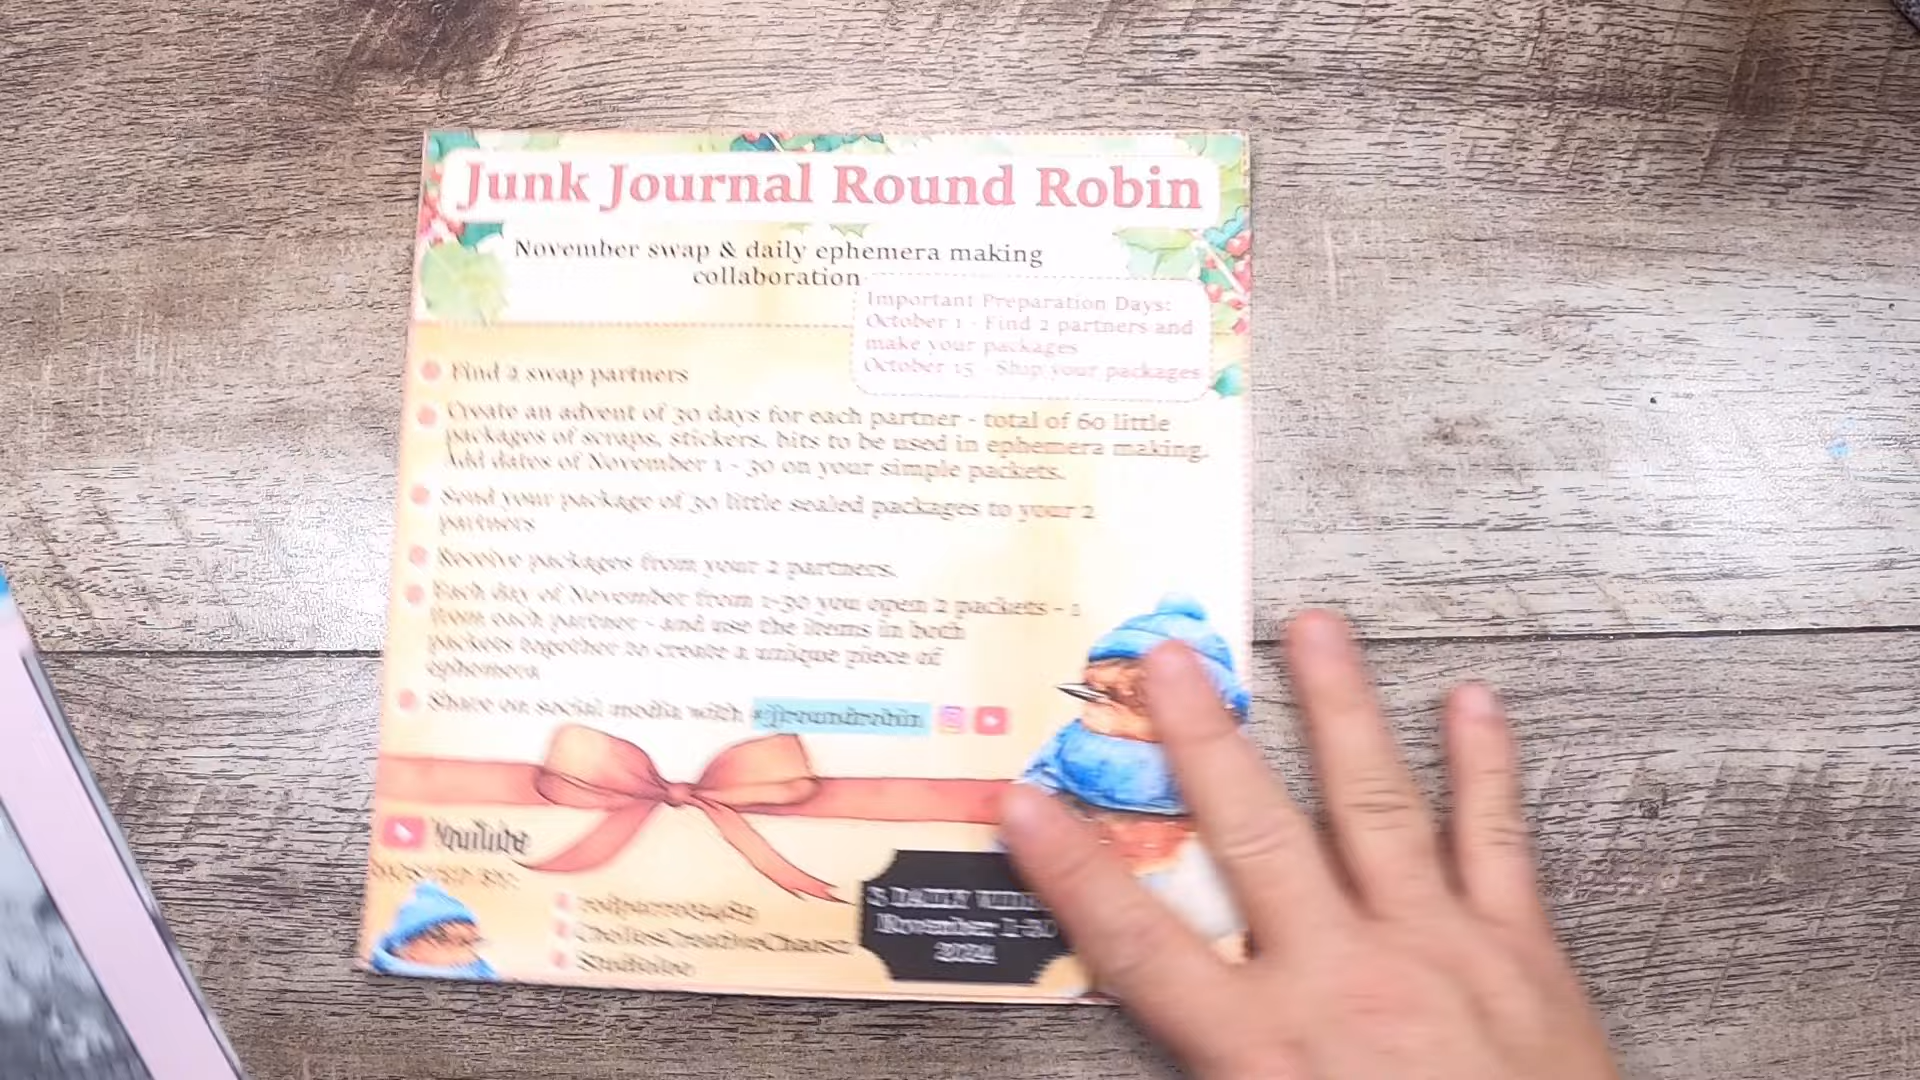 Junk Journal Round Robin
November swap & daily ephemera making
collaboration
Important Preparation Days:
October 1 - Find 2 partners and
make your packages
October 15 - Ship your packages
Find 2 swap partners
Create an advent of 30 days for each partner - total of 60 little
packages of scraps, stickers, bits to be used in ephemera making.
Add dates of November 1 - 30 on your simple packets.
Send your package of 30 little sealed packages to your 2
partners
Receive packages from your 2 partners.
Each day of November from 1-30 you open 2 packets - 1
from each partner - and use the items in both
packets together to create a unique piece of
ephemera
Share on social media with #jjroundrobin
YouTube
3 DAILY
November 1-30
2024